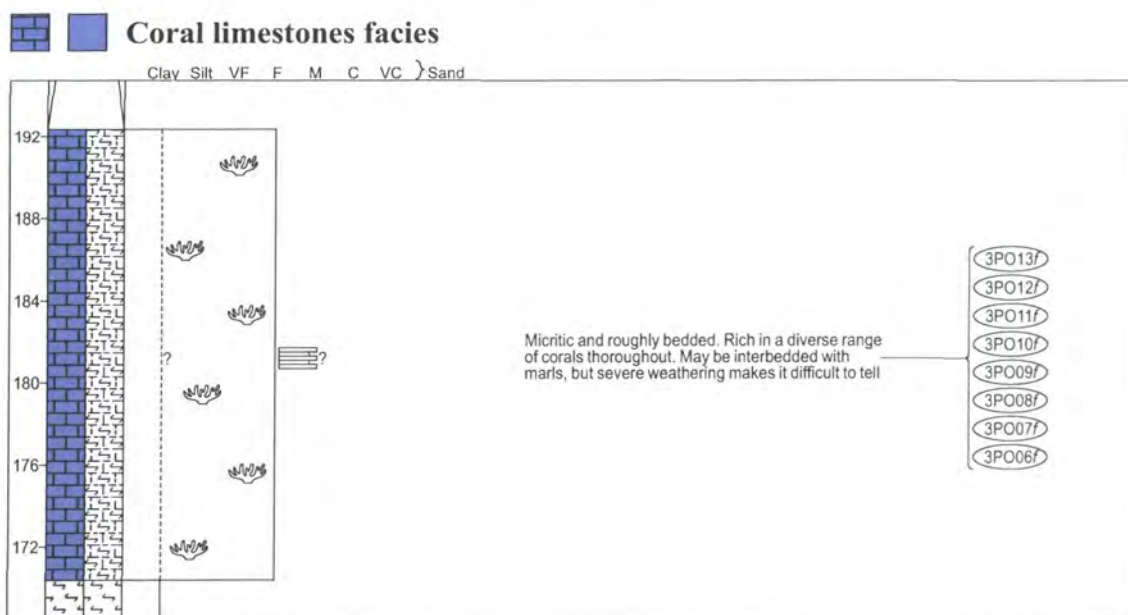 Coral limestones facies
Clay Silt VF F M C VC }Sand
192
188
184
180
176
172
?
?
Micritic and roughly bedded. Rich in a diverse range
of corals thoroughout. May be interbedded with
marls, but severe weathering makes it difficult to tell
3PO13f
3PO12f
3PO11f
3PO10f
3PO09f
3PO08f
3PO07f
3PO06f